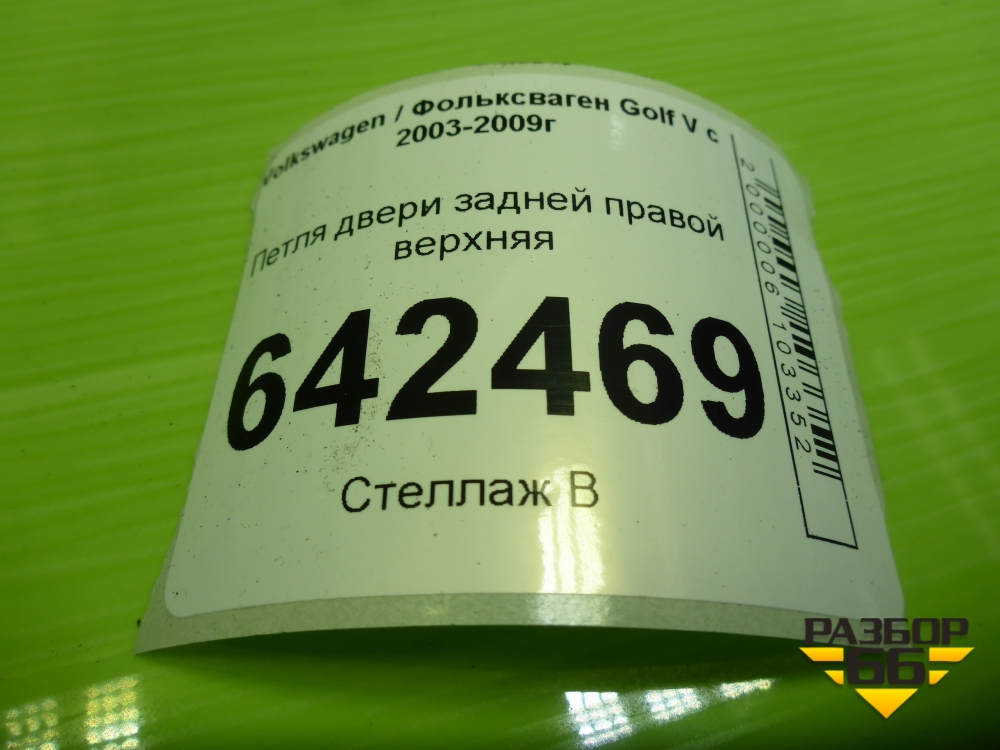 Volkswagen / Фольксваген Golf V с
2003-2009г
Петля двери задней правой
верхняя
642469
Стеллаж В
2000006103352
РАЗБОР
66